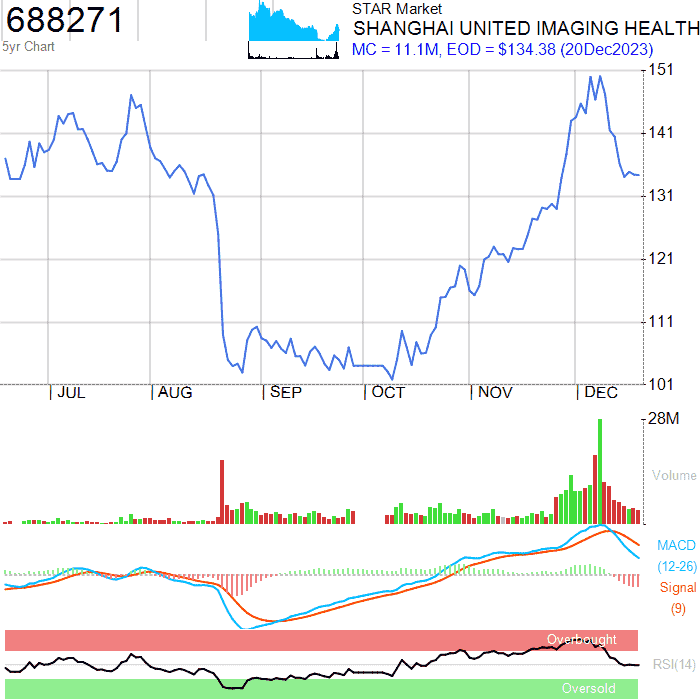 688271
5yr Chart
STAR Market
SHANGHAI UNITED IMAGING HEALTH
MC = 11.1M, EOD = $134.38 (20Dec2023)
151
141
131
121
111
101
JUL
AUG
SEP
OCT
NOV
DEC
28M
Volume
MACD
(12-26)
Signal
(9)
Overbought
RSI(14)
Oversold